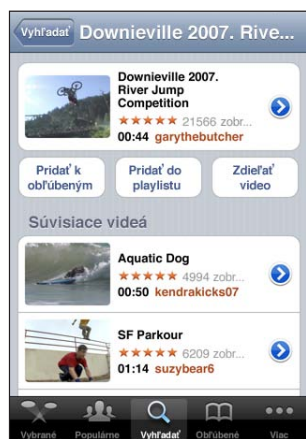 Vyhľadať Downieville 2007. Rive...
Downieville 2007.
River Jump
Competition
21566 zobr...
00:44 garythebutcher
Pridať k
obľúbeným
Pridať do
playlistu
Zdieľať
video
Súvisiace videá
Aquatic Dog
4994 zobr...
00:50 kendrakicks07
SF Parkour
6209 zobr...
01:14 suzybear6
Vybrané Populárne Vyhľadať Obľúbené Viac